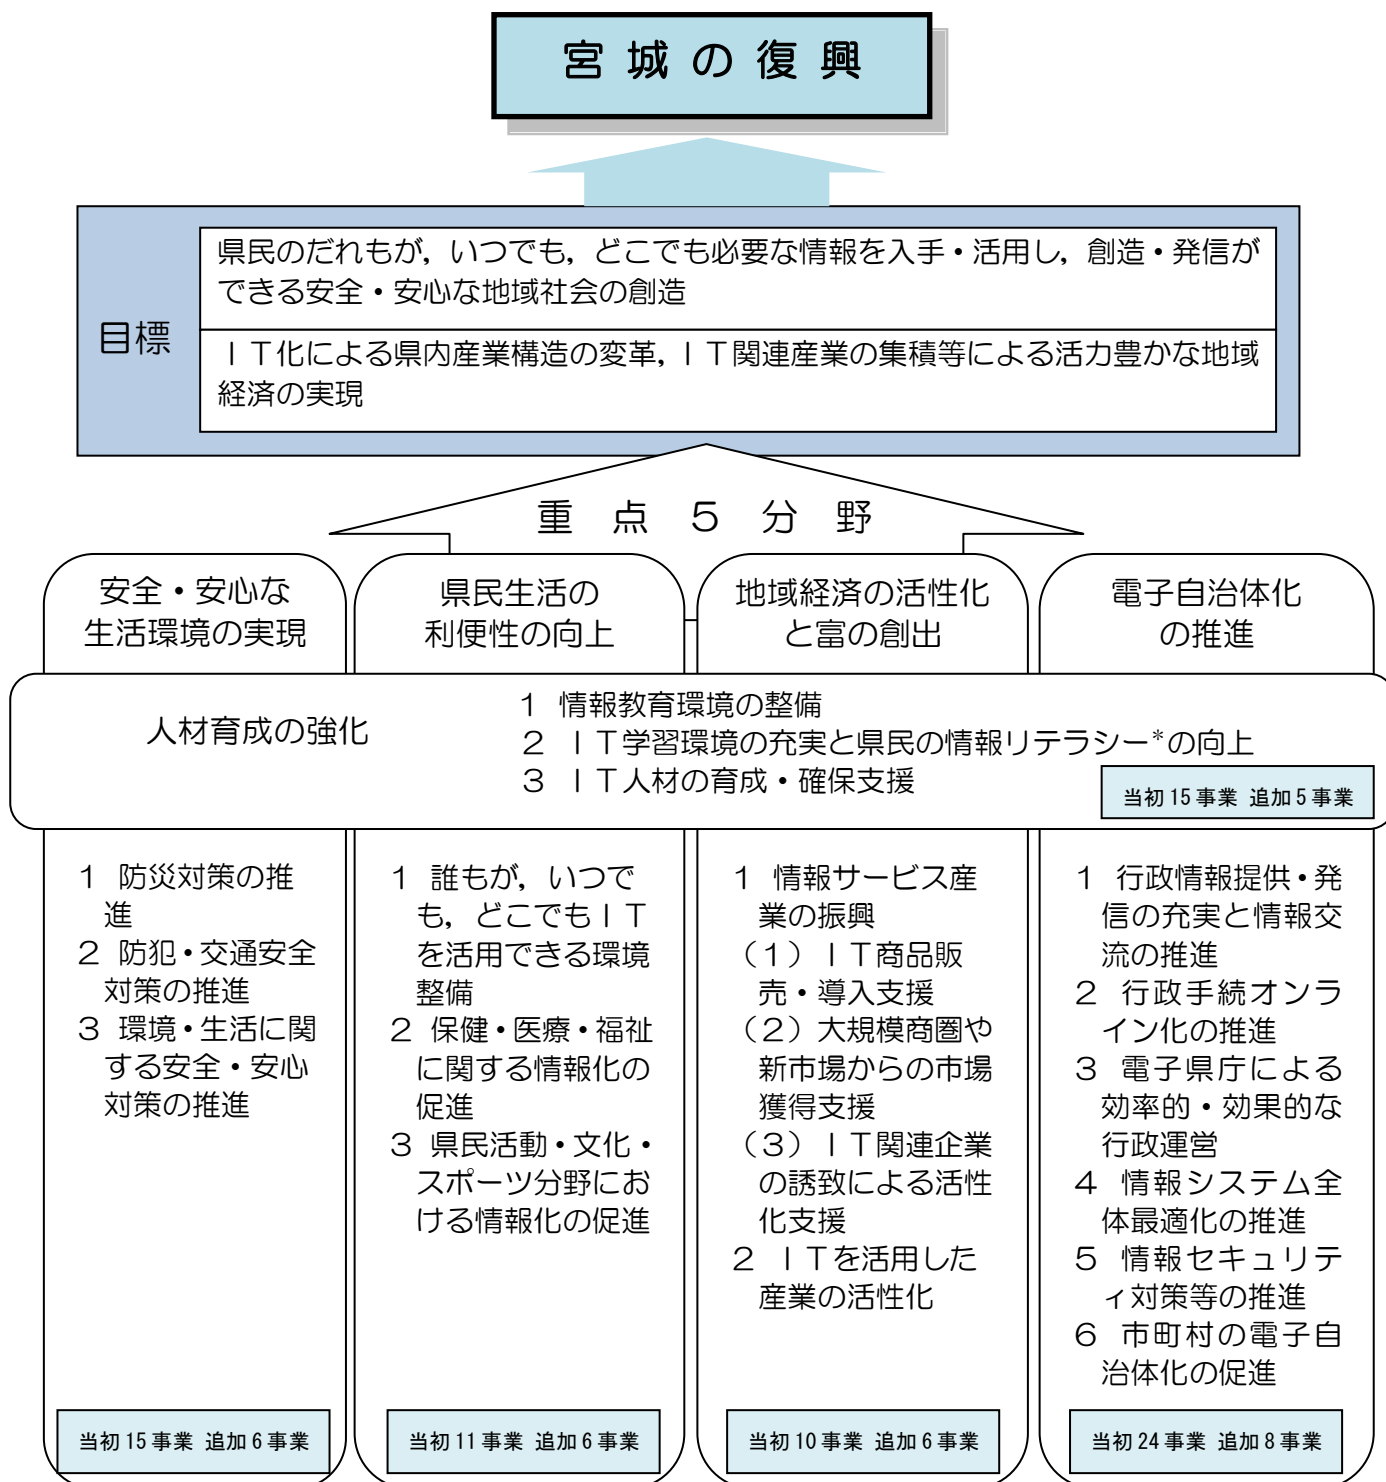 宮城の復興
目標
県民のだれもが，いつでも，どこでも必要な情報を入手・活用し，創造・発信が
できる安全・安心な地域社会の創造
ＩＴ化による県内産業構造の変革，ＩＴ関連産業の集積等による活力豊かな地域
経済の実現
重点５分野
安全・安心な
生活環境の実現
県民生活の
利便性の向上
地域経済の活性化
と富の創出
電子自治体化
の推進
人材育成の強化
１ 情報教育環境の整備
２ ＩＴ学習環境の充実と県民の情報リテラシー*の向上
３ ＩＴ人材の育成・確保支援
当初15事業 追加5事業
１ 防災対策の推
進
２ 防犯・交通安全
対策の推進
３ 環境・生活に関
する安全・安心
対策の推進
当初15事業 追加6事業
１ 誰もが，いつで
も，どこでもＩＴ
を活用できる環境
整備
２ 保健・医療・福祉
に関する情報化の
促進
３ 県民活動・文化・
スポーツ分野にお
ける情報化の促進
当初11事業 追加6事業
１ 情報サービス産
業の振興
（１）ＩＴ商品販
売・導入支援
（２）大規模商圏や
新市場からの市場
獲得支援
（３）ＩＴ関連企業
の誘致による活性
化支援
２ ＩＴを活用した
産業の活性化
当初10事業 追加6事業
１ 行政情報提供・発
信の充実と情報交
流の推進
２ 行政手続オンラ
イン化の推進
３ 電子県庁による
効率的・効果的な
行政運営
４ 情報システム全
体最適化の推進
５ 情報セキュリテ
ィ対策等の推進
６ 市町村の電子自
治体化の促進
当初24事業 追加8事業